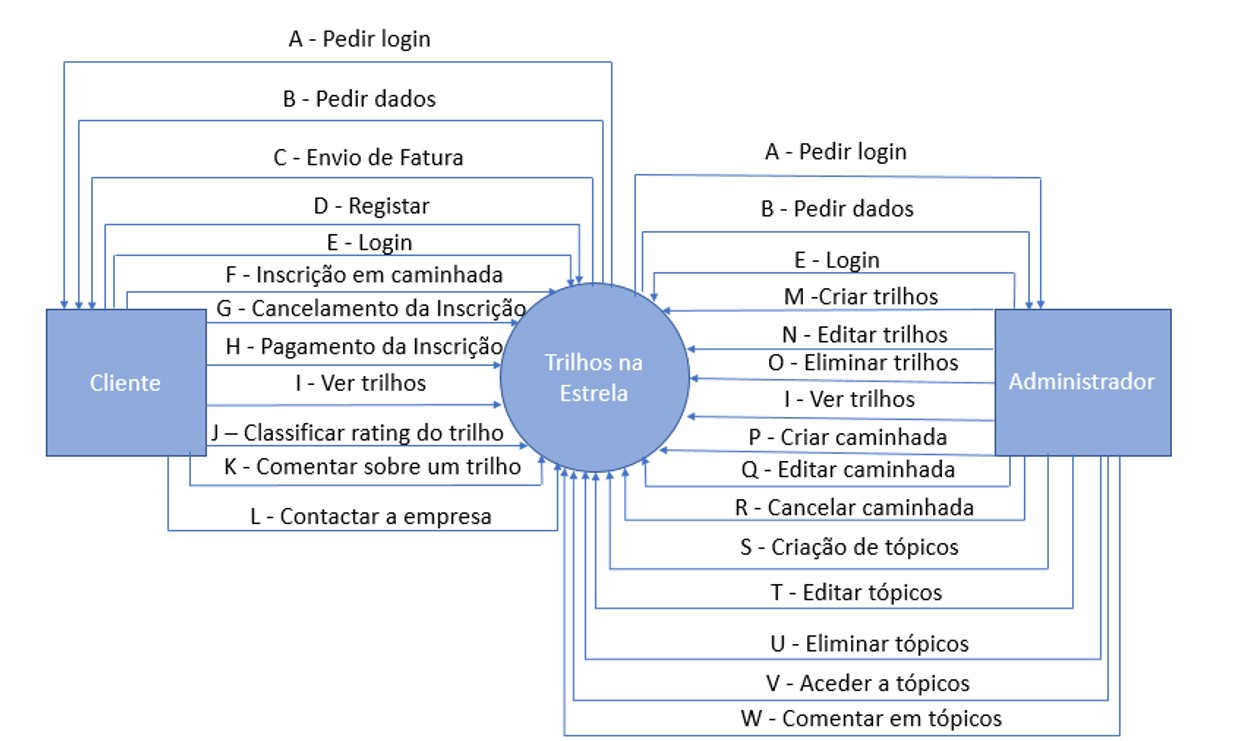 A - Pedir login
B - Pedir dados
C - Envio de Fatura
D - Registar
E - Login
F - Inscrição em caminhada
G - Cancelamento da Inscrição
H - Pagamento da Inscrição
I - Ver trilhos
J – Classificar rating do trilho
K - Comentar sobre um trilho
L - Contactar a empresa
Cliente
Trilhos na
Estrela
Administrador
A - Pedir login
B - Pedir dados
E - Login
M -Criar trilhos
N - Editar trilhos
O - Eliminar trilhos
I - Ver trilhos
P - Criar caminhada
Q - Editar caminhada
R - Cancelar caminhada
S - Criação de tópicos
T - Editar tópicos
U - Eliminar tópicos
V - Aceder a tópicos
W - Comentar em tópicos